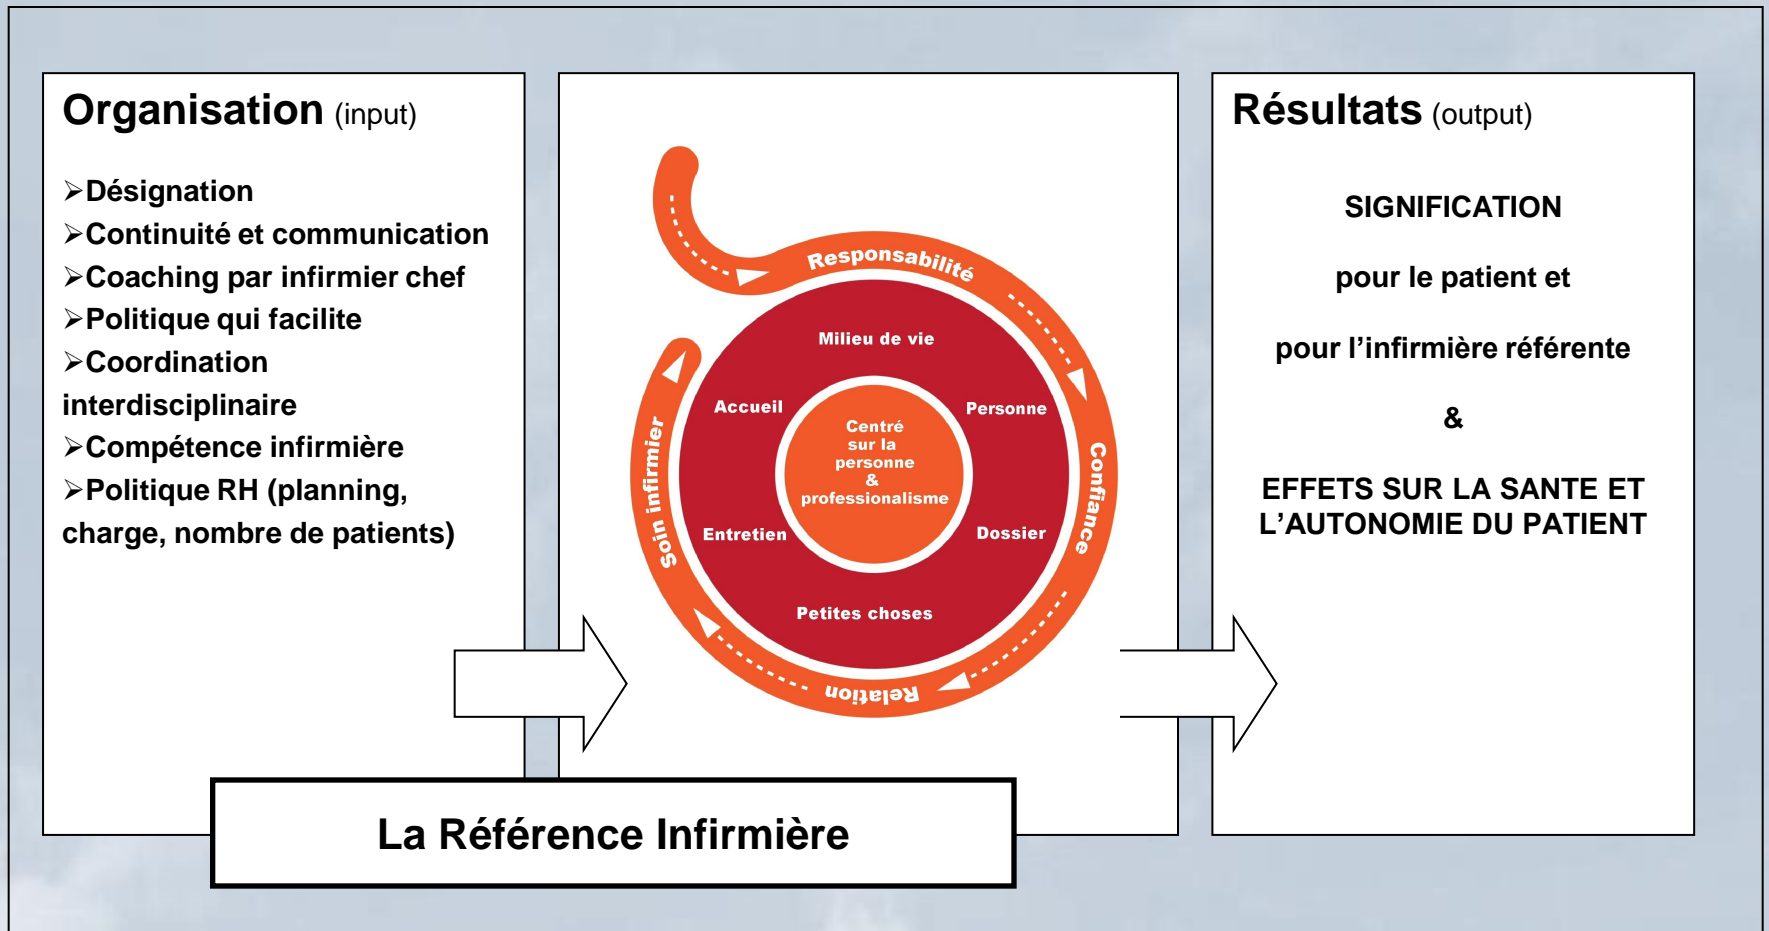 Organisation (input)
➢Désignation
➢Continuité et communication
➢Coaching par infirmier chef
➢Politique qui facilite
➢Coordination
interdisciplinaire
➢Compétence infirmière
➢Politique RH (planning,
charge, nombre de patients)
Responsabilité
Confiance
Relation
Soin infirmier
Milieu de vie
Personne
Dossier
Petites choses
Entretien
Accueil
Centré
sur la
personne
&
professionalisme
Résultats (output)
SIGNIFICATION
pour le patient et
pour l’infirmière référente
&
EFFETS SUR LA SANTE ET
L’AUTONOMIE DU PATIENT
La Référence Infirmière